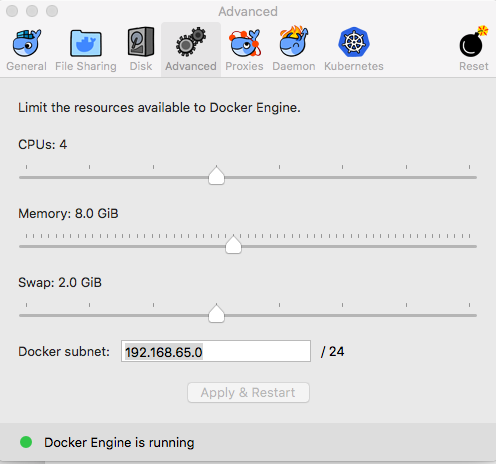 Advanced
General File Sharing Disk Advanced Proxies Daemon Kubernetes Reset
Limit the resources available to Docker Engine.
CPUs: 4
Memory: 8.0 GiB
Swap: 2.0 GiB
Docker subnet: 192.168.65.0 / 24
Apply & Restart
Docker Engine is running